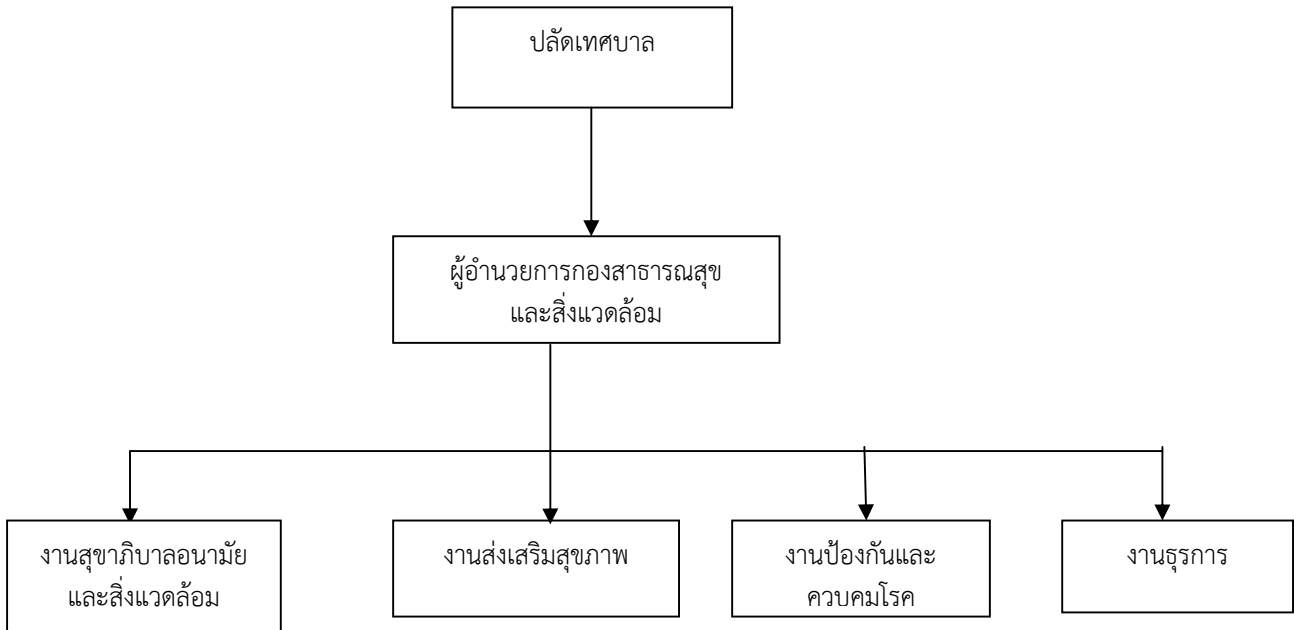 ปลัดเทศบาล
ผู้อำนวยการกองสาธารณสุข
และสิ่งแวดล้อม
งานสุขาภิบาลอนามัย
และสิ่งแวดล้อม
งานส่งเสริมสุขภาพ
งานป้องกันและ
ควบคุมโรค
งานธุรการ